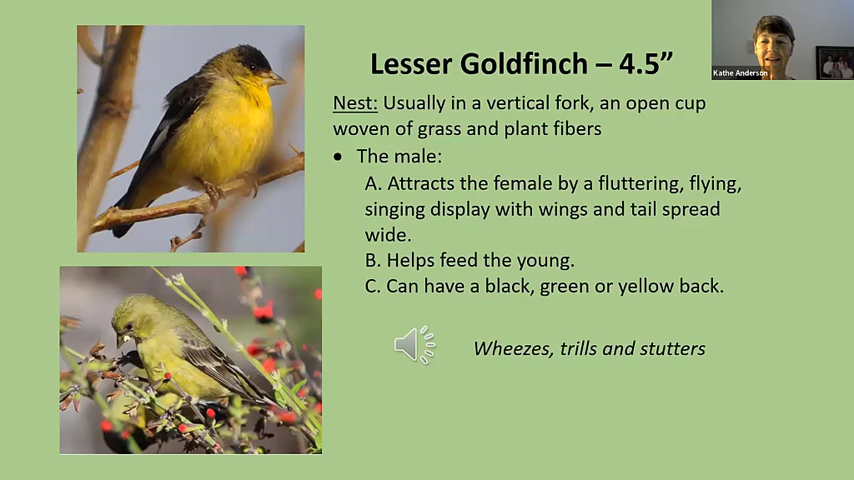 Lesser Goldfinch – 4.5”
Kathe Anderson
Nest: Usually in a vertical fork, an open cup
woven of grass and plant fibers
• The male:
A. Attracts the female by a fluttering, flying,
singing display with wings and tail spread
wide.
B. Helps feed the young.
C. Can have a black, green or yellow back.
Wheezes, trills and stutters